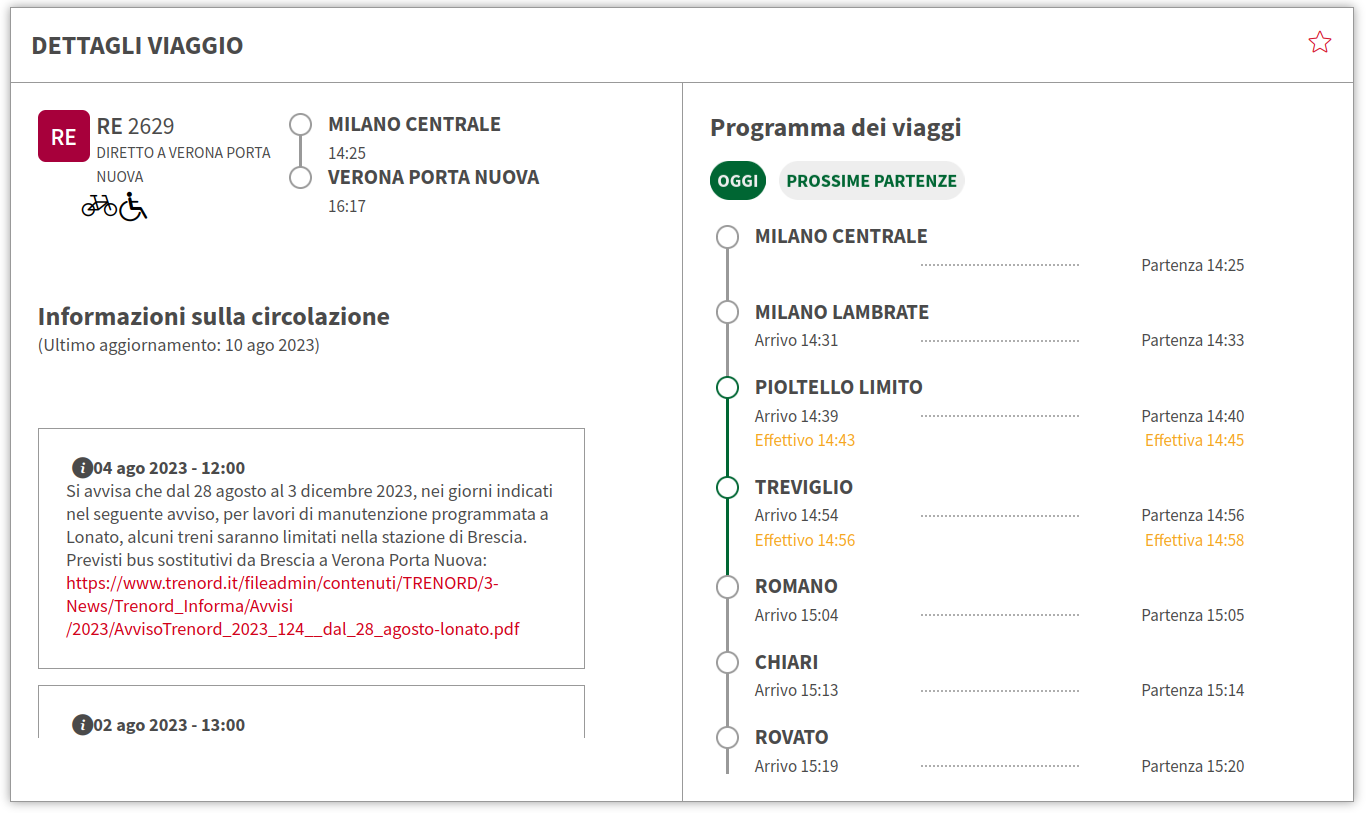 DETTAGLI VIAGGIO
RE
RE 2629
DIRETTO A VERONA PORTA
NUOVA
MILANO CENTRALE
14:25
VERONA PORTA NUOVA
16:17
Informazioni sulla circolazione
(Ultimo aggiornamento: 10 ago 2023)
i 04 ago 2023 - 12:00
Si avvisa che dal 28 agosto al 3 dicembre 2023, nei giorni indicati
nel seguente avviso, per lavori di manutenzione programmata a
Lonato, alcuni treni saranno limitati nella stazione di Brescia.
Previsti bus sostitutivi da Brescia a Verona Porta Nuova:
https://www.trenord.it/fileadmin/contenuti/TRENORD/3-
News/Trenord_Informa/Avvisi
/2023/AvvisoTrenord_2023_124__dal_28_agosto-lonato.pdf
i 02 ago 2023 - 13:00
Programma dei viaggi
OGGI PROSSIME PARTENZE
MILANO CENTRALE
Partenza 14:25
MILANO LAMBRATE
Arrivo 14:31 Partenza 14:33
PIOLTELLO LIMITO
Arrivo 14:39 Partenza 14:40
Effettivo 14:43 Effettiva 14:45
TREVIGLIO
Arrivo 14:54 Partenza 14:56
Effettivo 14:56 Effettiva 14:58
ROMANO
Arrivo 15:04 Partenza 15:05
CHIARI
Arrivo 15:13 Partenza 15:14
ROVATO
Arrivo 15:19 Partenza 15:20